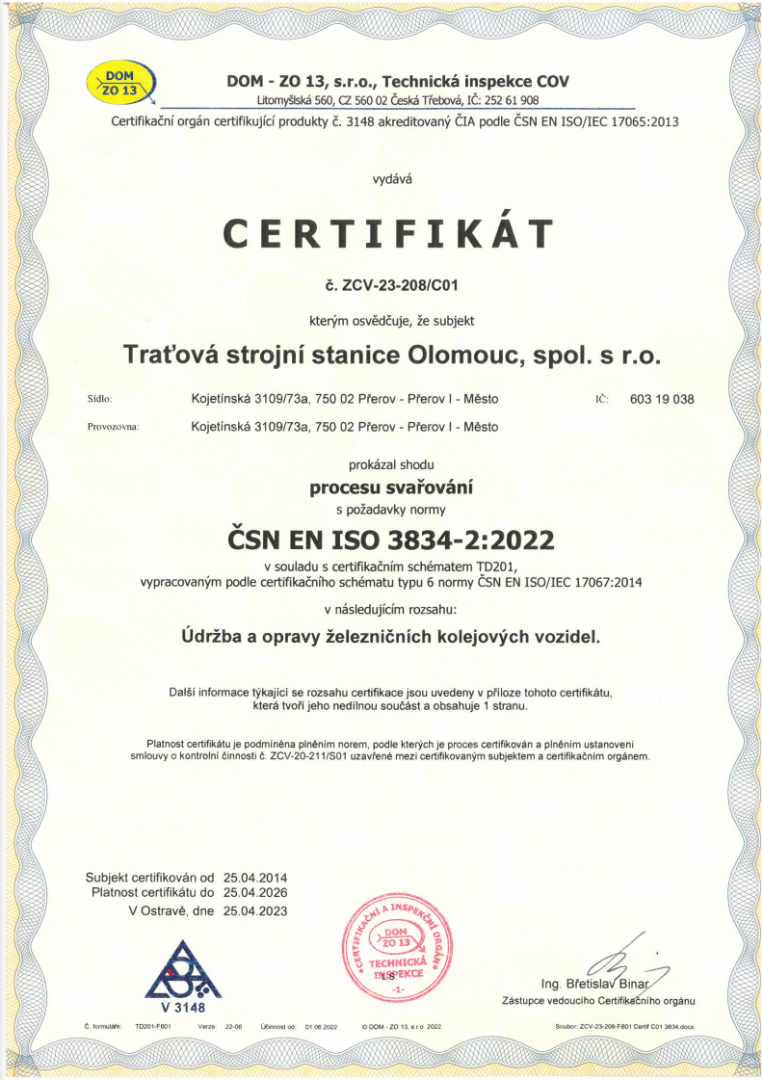 DOM
ZO 13
DOM - ZO 13, s.r.o., Technická inspekce COV
Litomyšlská 560, CZ 560 02 Česká Třebová, IČ: 252 61 908
Certifikační orgán certifikující produkty č. 3148 akreditovaný ČIA podle ČSN EN ISO/IEC 17065:2013
vydává
CERTIFIKÁT
č. ZCV-23-208/C01
kterým osvědčuje, že subjekt
Traťová strojní stanice Olomouc, spol. s r.o.
Sídlo: Kojetínská 3109/73a, 750 02 Přerov - Přerov I - Město IČ: 603 19 038
Provozovna: Kojetínská 3109/73a, 750 02 Přerov - Přerov I - Město
prokázal shodu
procesu svařování
s požadavky normy
ČSN EN ISO 3834-2:2022
v souladu s certifikačním schématem TD201,
vypracovaným podle certifikačního schématu typu 6 normy ČSN EN ISO/IEC 17067:2014
v následujícím rozsahu:
Údržba a opravy železničních kolejových vozidel.
Další informace týkající se rozsahu certifikace jsou uvedeny v příloze tohoto certifikátu,
která tvoří jeho nedílnou součást a obsahuje 1 stranu.
Platnost certifikátu je podmíněna plněním norem, podle kterých je proces certifikován a plněním ustanovení
smlouvy o kontrolní činnosti č. ZCV-20-211/S01 uzavřené mezi certifikovaným subjektem a certifikačním orgánem.
Subjekt certifikován od 25.04.2014
Platnost certifikátu do 25.04.2026
V Ostravě, dne 25.04.2023
CERTIFIKAČNÍ A INSPEKČNÍ ORGÁN
DOM
ZO 13
TECHNICKÁ
INSPEKCE
L.S.
-1-
V 3148
Ing. Břetislav Binar
Zástupce vedoucího Certifikačního orgánu
Č. formuláře: TD201-F601 Verze: 22-06 Účinnost od: 01.06.2022 © DOM - ZO 13, s.r.o. 2022 Soubor: ZCV-23-208-F601 Certif C01 3834.docx